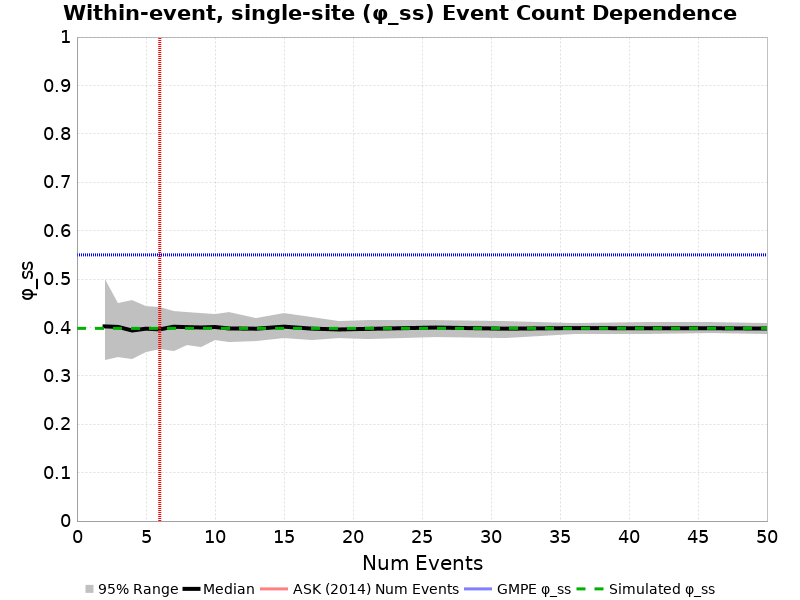 Within-event, single-site (φ_ss) Event Count Dependence
1
0.9
0.8
0.7
0.6
0.5
0.4
0.3
0.2
0.1
0
φ_ss
0 5 10 15 20 25 30 35 40 45 50
Num Events
95% Range Median ASK (2014) Num Events GMPE φ_ss Simulated φ_ss